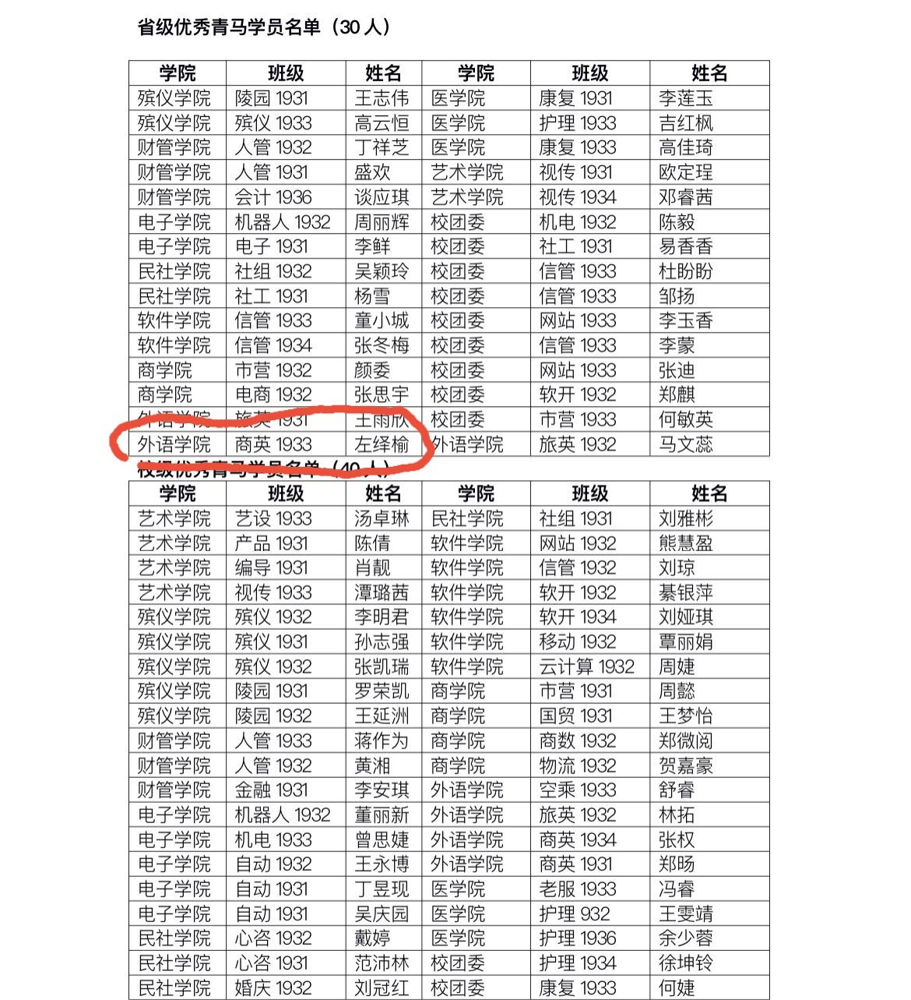 省级优秀青马学员名单（30 人）
学院 班级 姓名 学院 班级 姓名
殡仪学院 陵园 1931 王志伟 医学院 康复 1931 李莲玉
殡仪学院 殡仪 1933 高云恒 医学院 护理 1933 吉红枫
财管学院 人管 1932 丁祥芝 医学院 康复 1933 高佳琦
财管学院 人管 1931 盛欢 艺术学院 视传 1931 欧定珵
财管学院 会计 1936 谈应琪 艺术学院 视传 1934 邓睿茜
电子学院 机器人 1932 周丽辉 校团委 机电 1932 陈毅
电子学院 电子 1931 李鲜 校团委 社工 1931 易香香
民社学院 社组 1932 吴颖玲 校团委 信管 1933 杜盼盼
民社学院 社工 1931 杨雪 校团委 信管 1933 邹扬
软件学院 信管 1933 童小城 校团委 网站 1933 李玉香
软件学院 信管 1934 张冬梅 校团委 信管 1933 李蒙
商学院 市营 1932 颜委 校团委 网站 1933 张迪
商学院 电商 1932 张思宇 校团委 软开 1932 郑麒
外语学院 旅英 1931 王雨欣 校团委 市营 1933 何敏英
外语学院 商英 1933 左绎榆 外语学院 旅英 1932 马文蕊
校级优秀青马学员名单（40 人）
学院 班级 姓名 学院 班级 姓名
艺术学院 艺设 1933 汤卓琳 民社学院 社组 1931 刘雅彬
艺术学院 产品 1931 陈倩 软件学院 网站 1932 熊慧盈
艺术学院 编导 1931 肖靓 软件学院 信管 1932 刘琼
艺术学院 视传 1933 潭璐茜 软件学院 软开 1932 綦银萍
殡仪学院 殡仪 1932 李明君 软件学院 软开 1934 刘娅琪
殡仪学院 殡仪 1931 孙志强 软件学院 移动 1932 覃丽娟
殡仪学院 殡仪 1932 张凯瑞 软件学院 云计算 1932 周婕
殡仪学院 陵园 1931 罗荣凯 商学院 市营 1931 周懿
殡仪学院 陵园 1932 王延洲 商学院 国贸 1931 王梦怡
财管学院 人管 1933 蒋作为 商学院 商数 1932 郑微阅
财管学院 人管 1932 黄湘 商学院 物流 1932 贺嘉豪
财管学院 金融 1931 李安琪 外语学院 空乘 1933 舒睿
电子学院 机器人 1932 董丽新 外语学院 旅英 1932 林拓
电子学院 机电 1933 曾思婕 外语学院 商英 1934 张权
电子学院 自动 1932 王永博 外语学院 商英 1931 郑旸
电子学院 自动 1931 丁昱现 医学院 老服 1933 冯睿
电子学院 自动 1931 吴庆园 医学院 护理 932 王雯靖
民社学院 心咨 1932 戴婷 医学院 护理 1936 余少蓉
民社学院 心咨 1931 范沛林 校团委 护理 1934 徐坤铃
民社学院 婚庆 1932 刘冠红 校团委 康复 1933 何婕